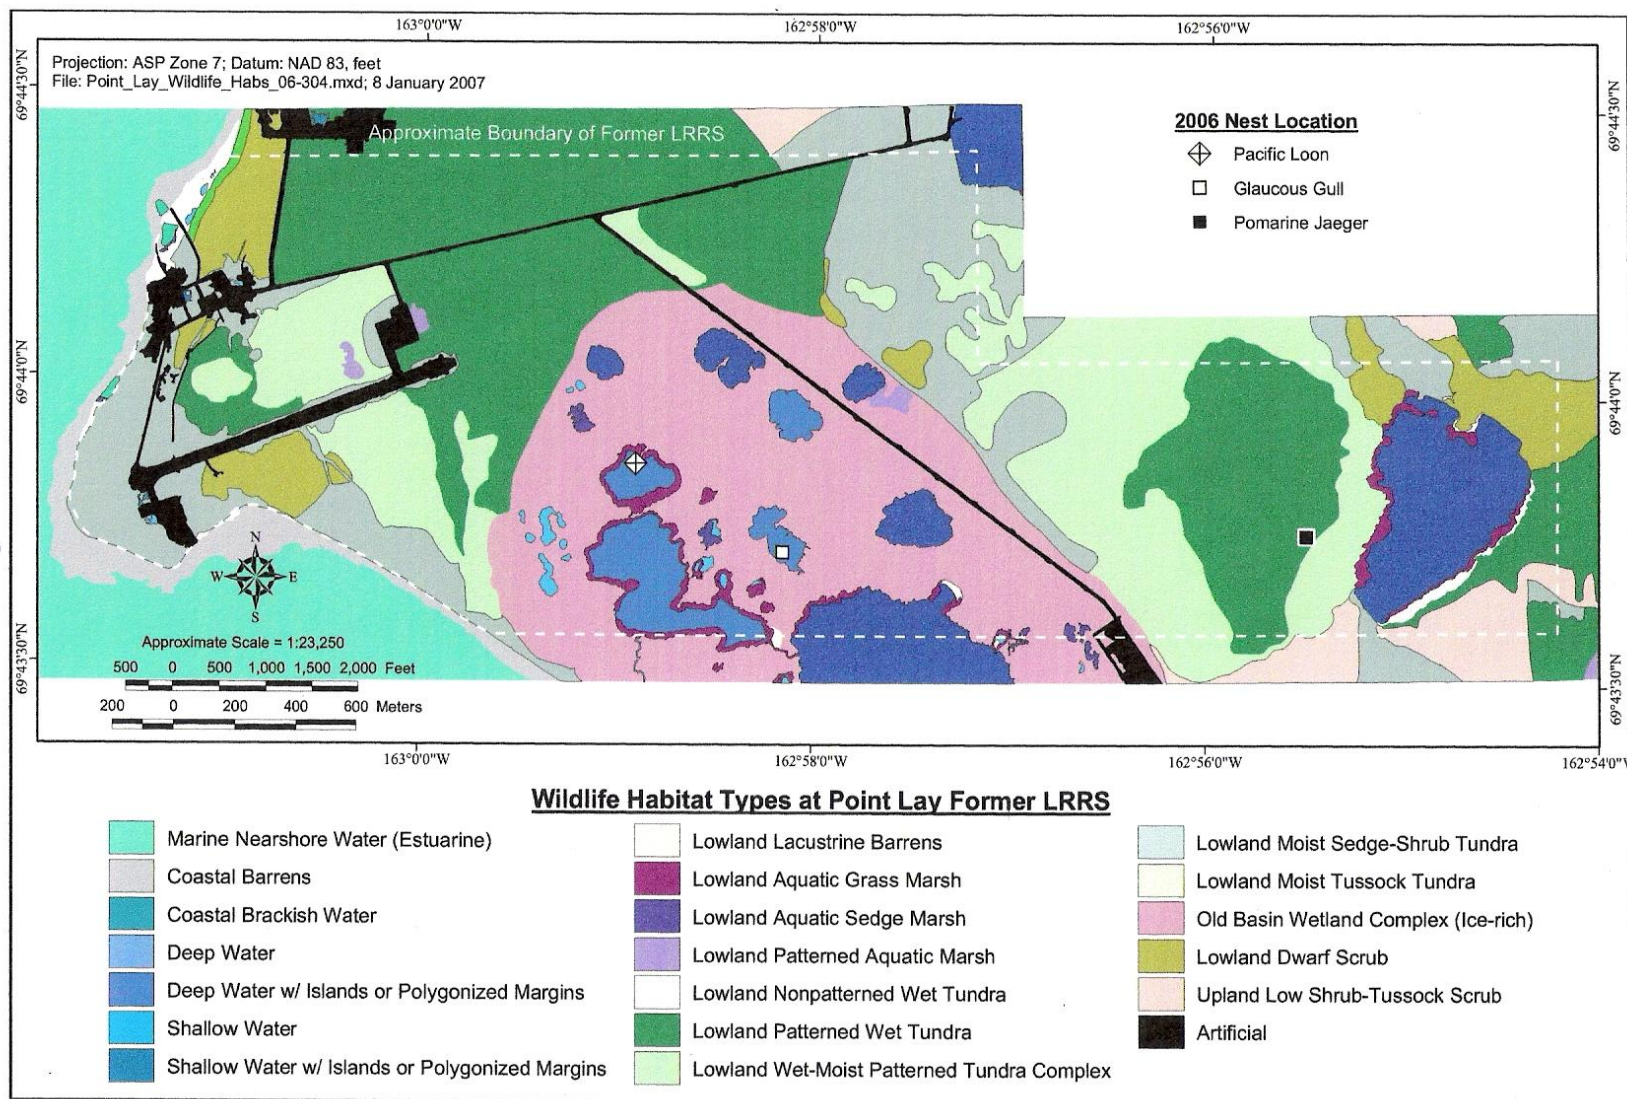 163°0'0"W 162°58'0"W 162°56'0"W
69°44'30"N
69°44'0"N
69°43'30"N
Projection: ASP Zone 7; Datum: NAD 83, feet
File: Point_Lay_Wildlife_Habs_06-304.mxd; 8 January 2007
Approximate Boundary of Former LRRS
2006 Nest Location
Pacific Loon
Glaucous Gull
Pomarine Jaeger
69°44'30"N
69°44'0"N
69°43'30"N
N
W E
S
Approximate Scale = 1:23,250
500 0 500 1,000 1,500 2,000 Feet
200 0 200 400 600 Meters
163°0'0"W 162°58'0"W 162°56'0"W 162°54'0"W
Wildlife Habitat Types at Point Lay Former LRRS
Marine Nearshore Water (Estuarine)
Coastal Barrens
Coastal Brackish Water
Deep Water
Deep Water w/ Islands or Polygonized Margins
Shallow Water
Shallow Water w/ Islands or Polygonized Margins
Lowland Lacustrine Barrens
Lowland Aquatic Grass Marsh
Lowland Aquatic Sedge Marsh
Lowland Patterned Aquatic Marsh
Lowland Nonpatterned Wet Tundra
Lowland Patterned Wet Tundra
Lowland Wet-Moist Patterned Tundra Complex
Lowland Moist Sedge-Shrub Tundra
Lowland Moist Tussock Tundra
Old Basin Wetland Complex (Ice-rich)
Lowland Dwarf Scrub
Upland Low Shrub-Tussock Scrub
Artificial